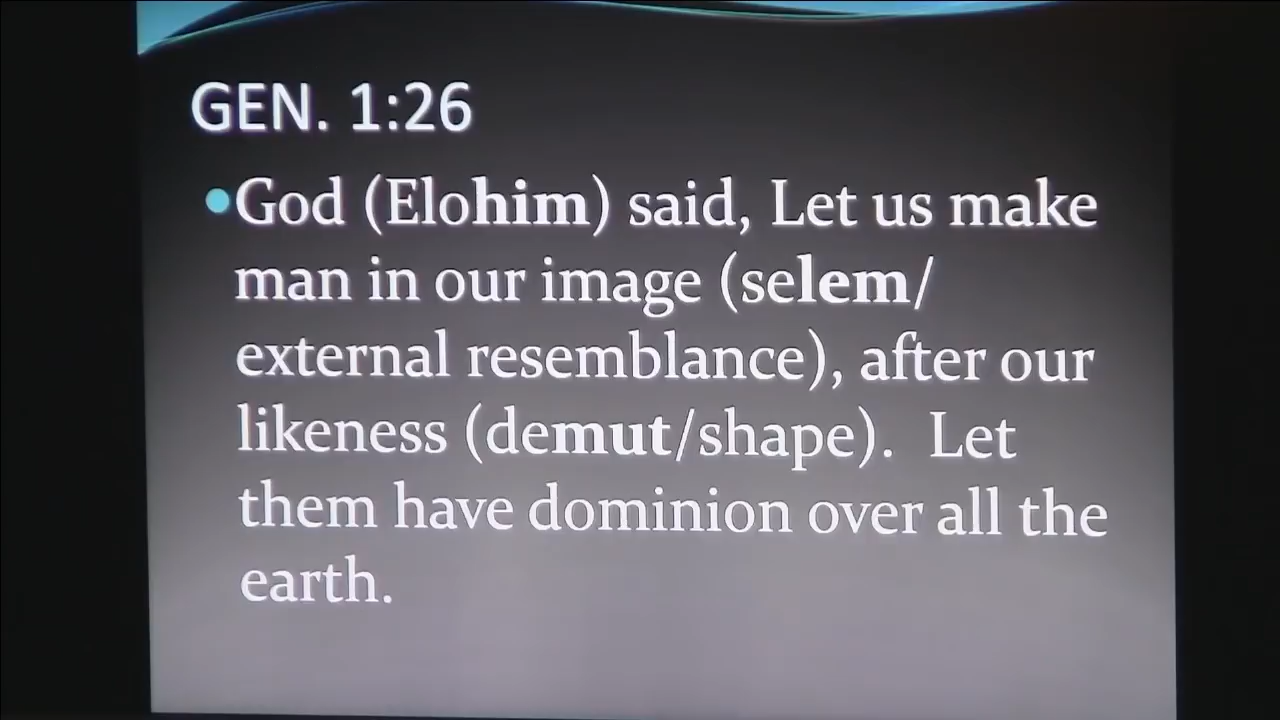 GEN. 1:26
•God (Elohim) said, Let us make
man in our image (selem/
external resemblance), after our
likeness (demut/shape).  Let
them have dominion over all the
earth.